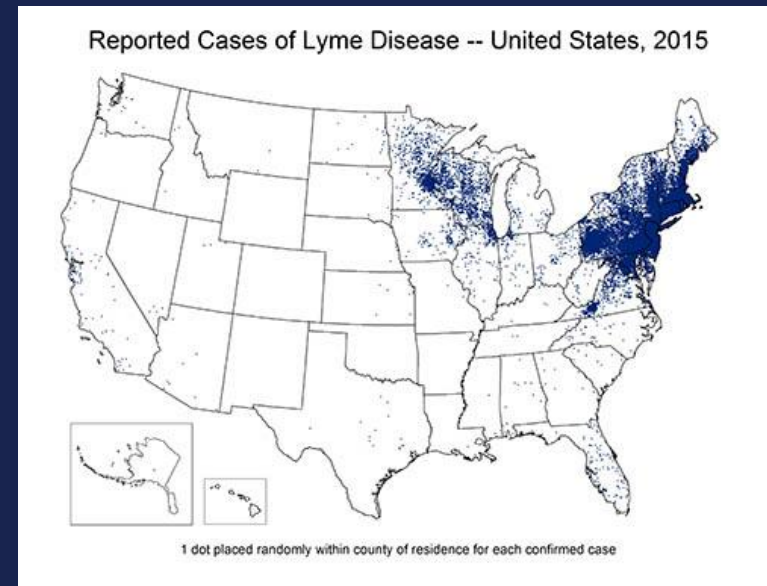 Reported Cases of Lyme Disease -- United States, 2015
1 dot placed randomly within county of residence for each confirmed case